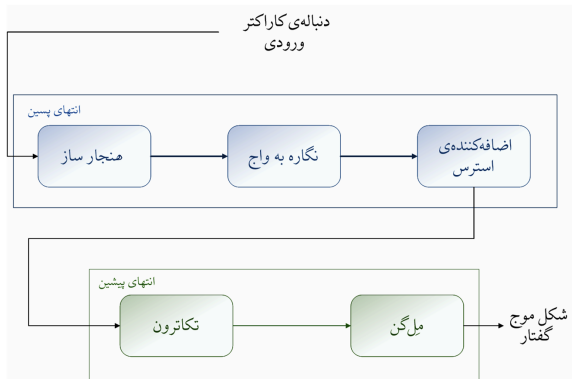 دنباله‌ی کاراکتر
ورودی
انتهای پسین
هنجار ساز
نگاره به واج
اضافه‌کننده‌ی
استرس
انتهای پیشین
تکاترون
مِل‌گن
شکل موج
گفتار